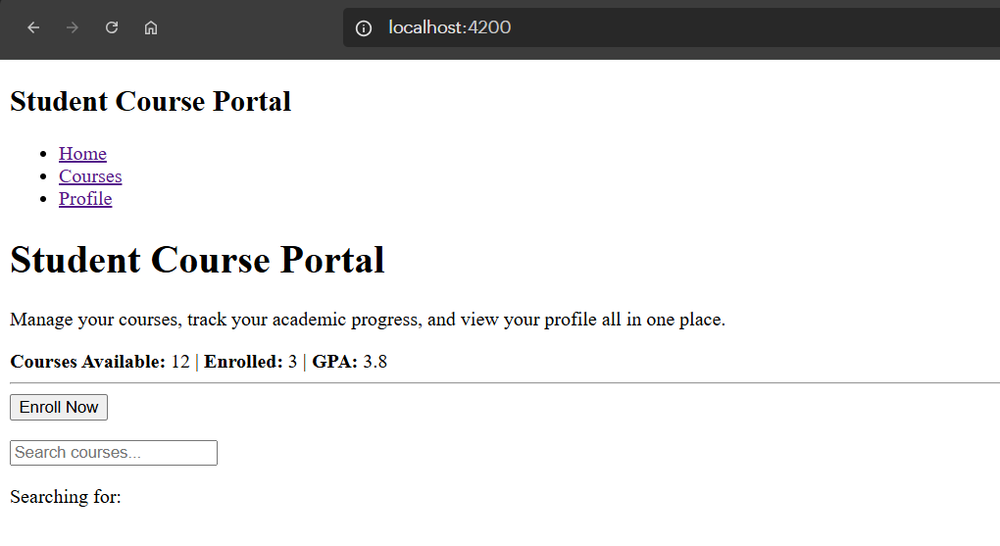 localhost:4200
Student Course Portal
Home
Courses
Profile
Student Course Portal
Manage your courses, track your academic progress, and view your profile all in one place.
Courses Available: 12 | Enrolled: 3 | GPA: 3.8
Enroll Now
Search courses...
Searching for: